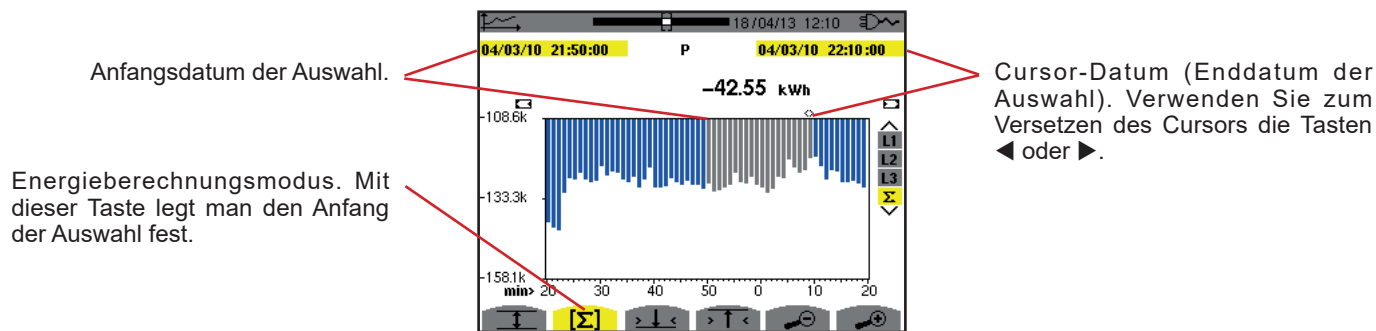 18/04/13 12:10
04/03/10 21:50:00 P 04/03/10 22:10:00
Anfangsdatum der Auswahl.
−42.55 kWh
Cursor-Datum (Enddatum der
Auswahl). Verwenden Sie zum
Versetzen des Cursors die Tasten
◀ oder ▶.
-108.6k
L1
L2
L3
Σ
Energieberechnungsmodus. Mit
dieser Taste legt man den Anfang
der Auswahl fest.
-133.3k
-158.1k
min> 20 30 40 50 0 10 20
[Σ]